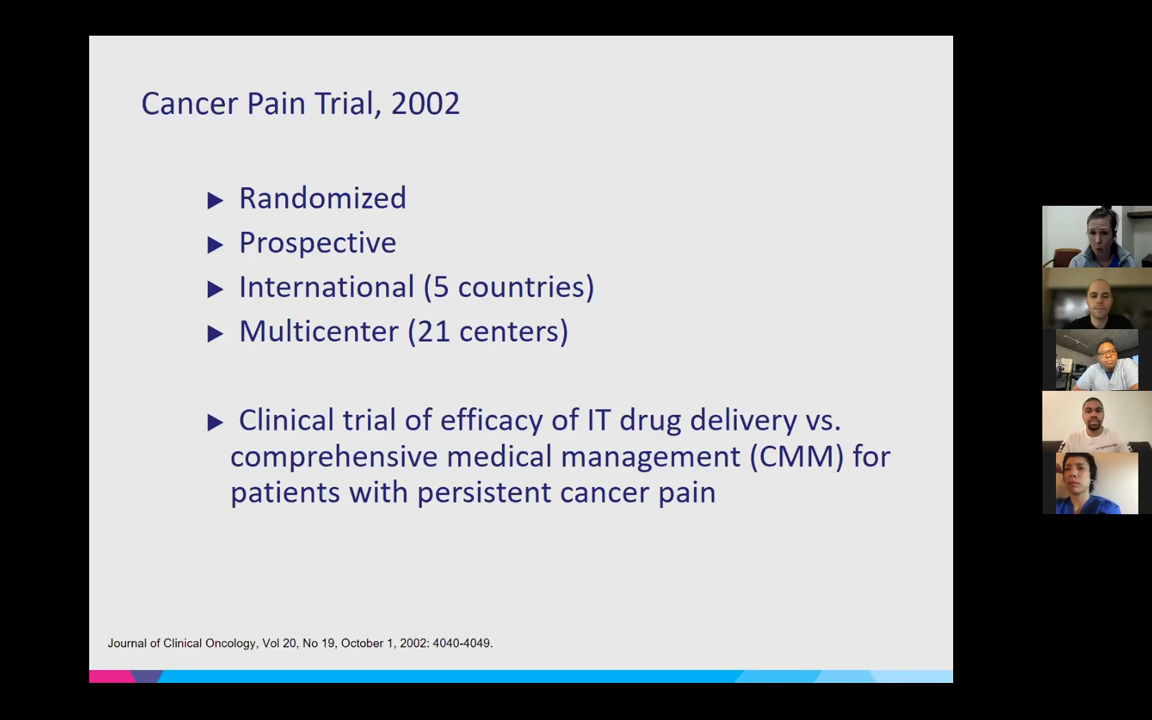 Cancer Pain Trial, 2002
▶ Randomized
▶ Prospective
▶ International (5 countries)
▶ Multicenter (21 centers)
▶ Clinical trial of efficacy of IT drug delivery vs.
comprehensive medical management (CMM) for
patients with persistent cancer pain
Journal of Clinical Oncology, Vol 20, No 19, October 1, 2002: 4040-4049.